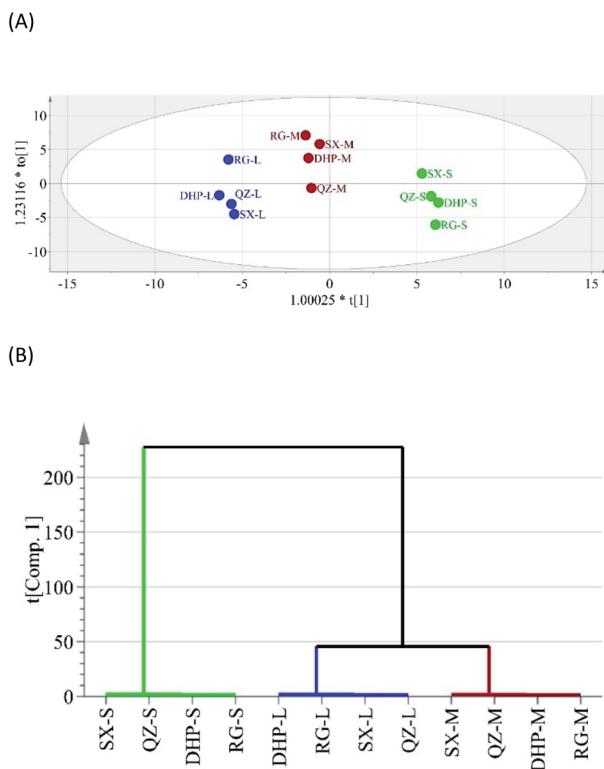 (A)
1.23116 * to[1]
10
5
0
-5
-10
RG-M
SX-M
DHP-M
RG-L
SX-S
DHP-L
QZ-L
QZ-M
QZ-S
DHP-S
SX-L
RG-S
-15
-10
-5
0
5
10
15
1.00025 * t[1]
(B)
t[Comp. 1]
200
150
100
50
0
SX-S
QZ-S
DHP-S
RG-S
DHP-L
RG-L
SX-L
QZ-L
SX-M
QZ-M
DHP-M
RG-M